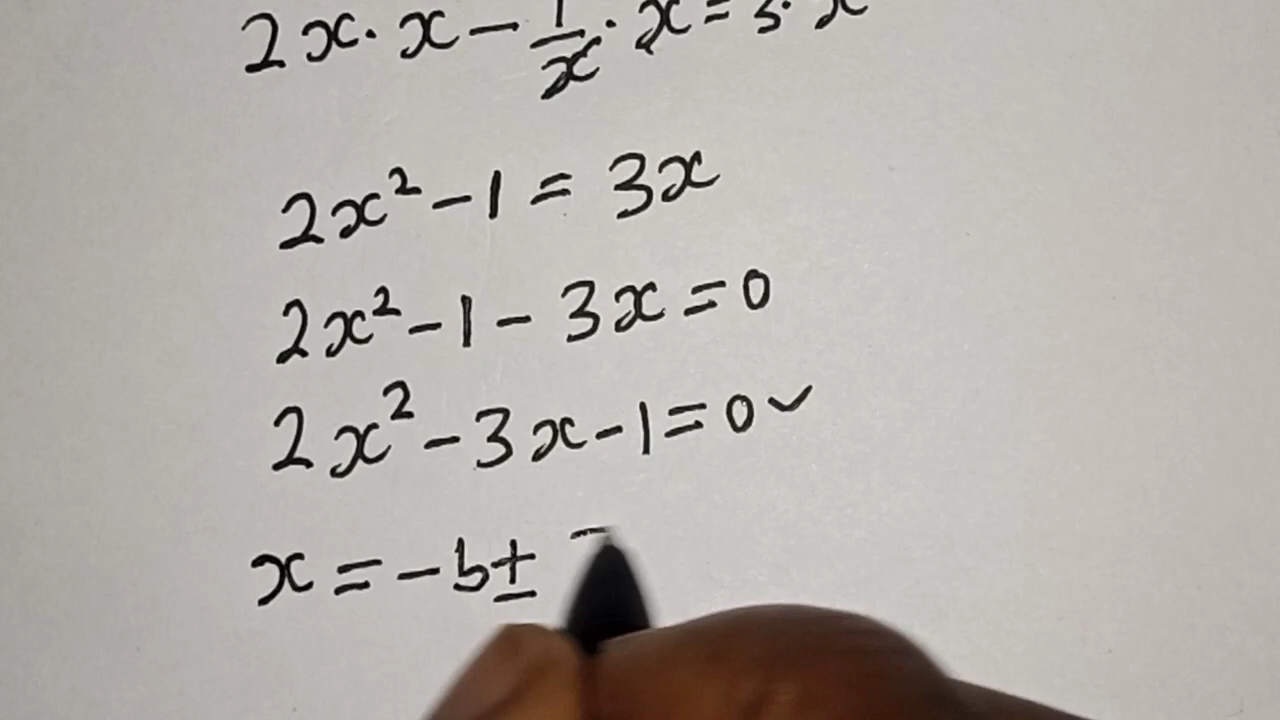 2x · x - 1/x · x = 3 · x
2x² - 1 = 3x
2x² - 1 - 3x = 0
2x² - 3x - 1 = 0 ✓
x = -b ±